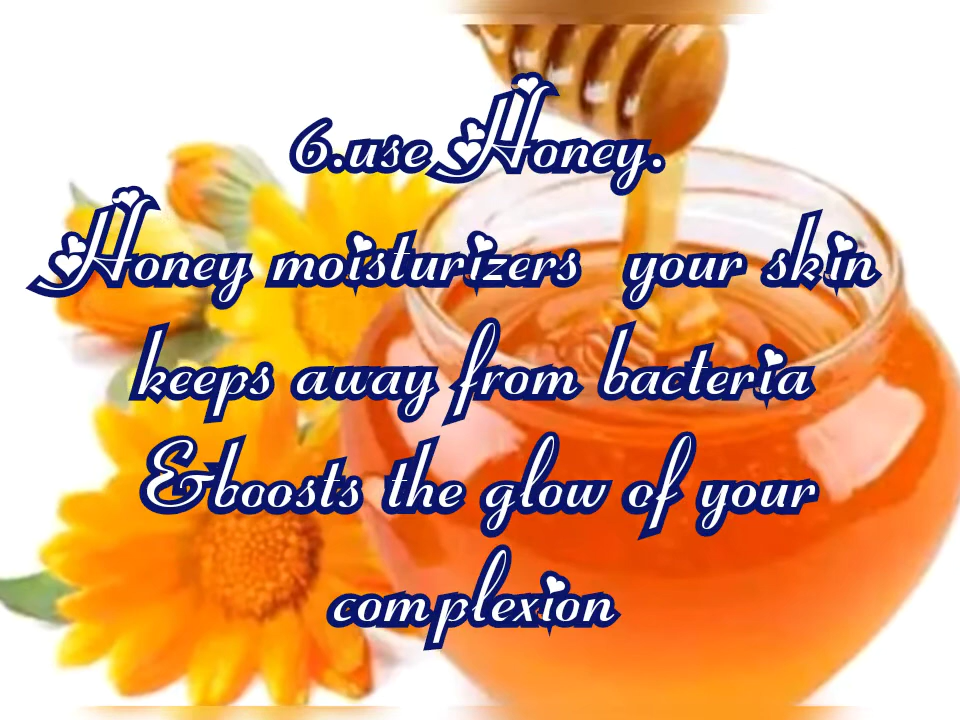 6.use Honey.
Honey moisturizers your skin
keeps away from bacteria
&boosts the glow of your
complexion